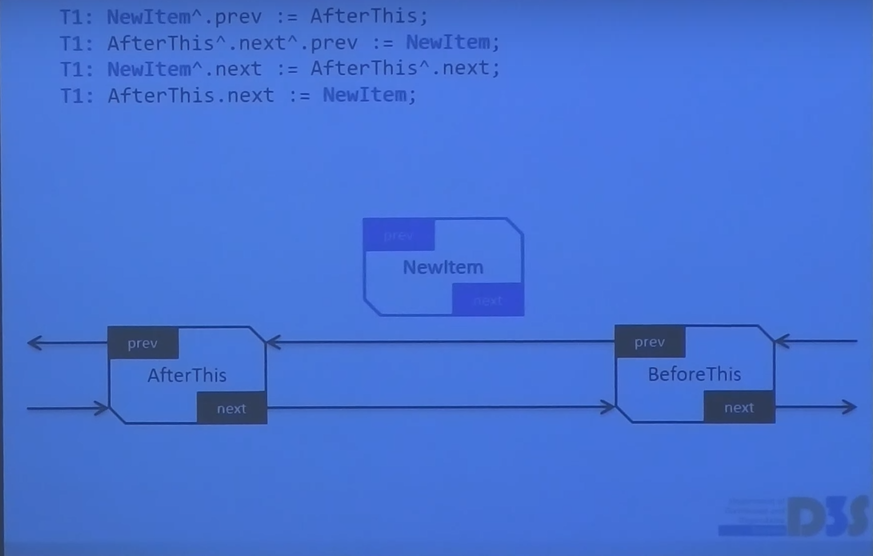 T1: NewItem^.prev := AfterThis;
T1: AfterThis^.next^.prev := NewItem;
T1: NewItem^.next := AfterThis^.next;
T1: AfterThis.next := NewItem;
prev
NewItem
next
prev
AfterThis
next
prev
BeforeThis
next
D3S